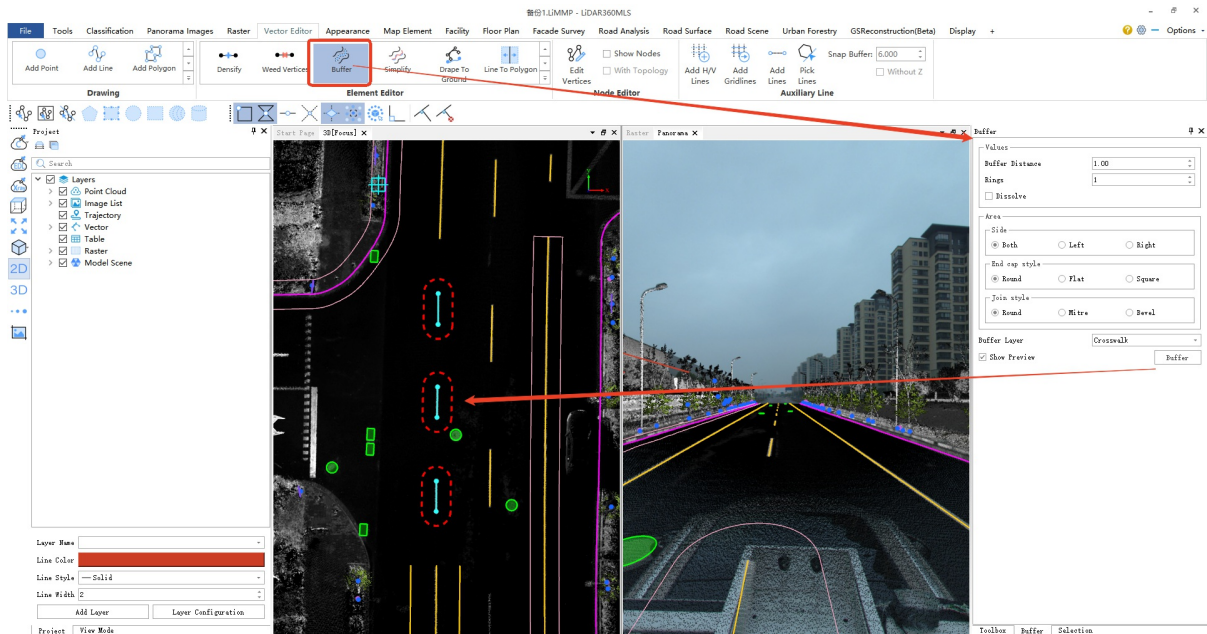 备份1.LiMMP - LiDAR360MLS
File Tools Classification Panorama Images Raster Vector Editor Appearance Map Element Facility Floor Plan Facade Survey Road Analysis Road Surface Road Scene Urban Forestry GSReconstruction(Beta) Display + Options
Add Point Add Line Add Polygon Densify Weed Vertices Buffer Simplify Drape To Ground Line To Polygon Edit Vertices Show Nodes With Topology Add H/V Lines Add Gridlines Add Lines Pick Lines Snap Buffer: 6.000 Without Z
Drawing Element Editor Node Editor Auxiliary Line
Project
Search
Layers
Point Cloud
Image List
Trajectory
Vector
Table
Raster
Model Scene
2D
3D
Layer Name
Line Color
Line Style Solid
Line Width 2
Add Layer Layer Configuration
Project View Mode
Start Page 3D[Focus]
Raster Panorama
Buffer
Values
Buffer Distance 1.00
Rings 1
Dissolve
Area
Side
Both Left Right
End cap style
Round Flat Square
Join style
Round Mitre Bevel
Buffer Layer Crosswalk
Show Preview Buffer
Toolbox Buffer Selection